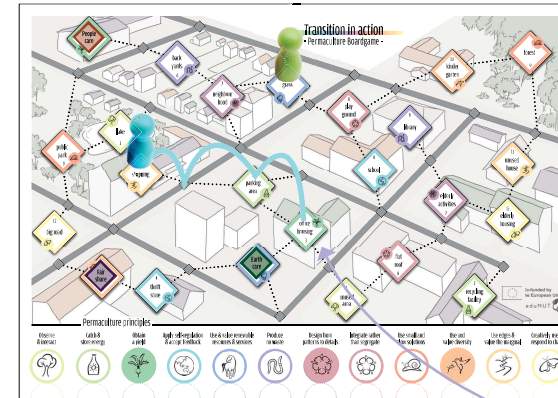 Transition in action
- Permaculture Boardgame -
People
care
back
yards
neighbour
hood
grass
kinder
garten
forest
play
ground
library
lake
public
park
shopping
school
unused
house
parking
area
elderly
activities
elderly
housing
big road
office
housing
Earth
care
flat
roof
Fair
share
thrift
store
unused
area
recycling
facility
Permaculture principles
Observe
& interact
Catch &
store energy
Obtain
a yield
Apply self-regulation
& accept feedback
Use & value renewable
resources & services
Produce
no waste
Design from
patterns to details
Integrate rather
than segregate
Use small and
slow solutions
Use and
value diversity
Use edges &
value the marginal